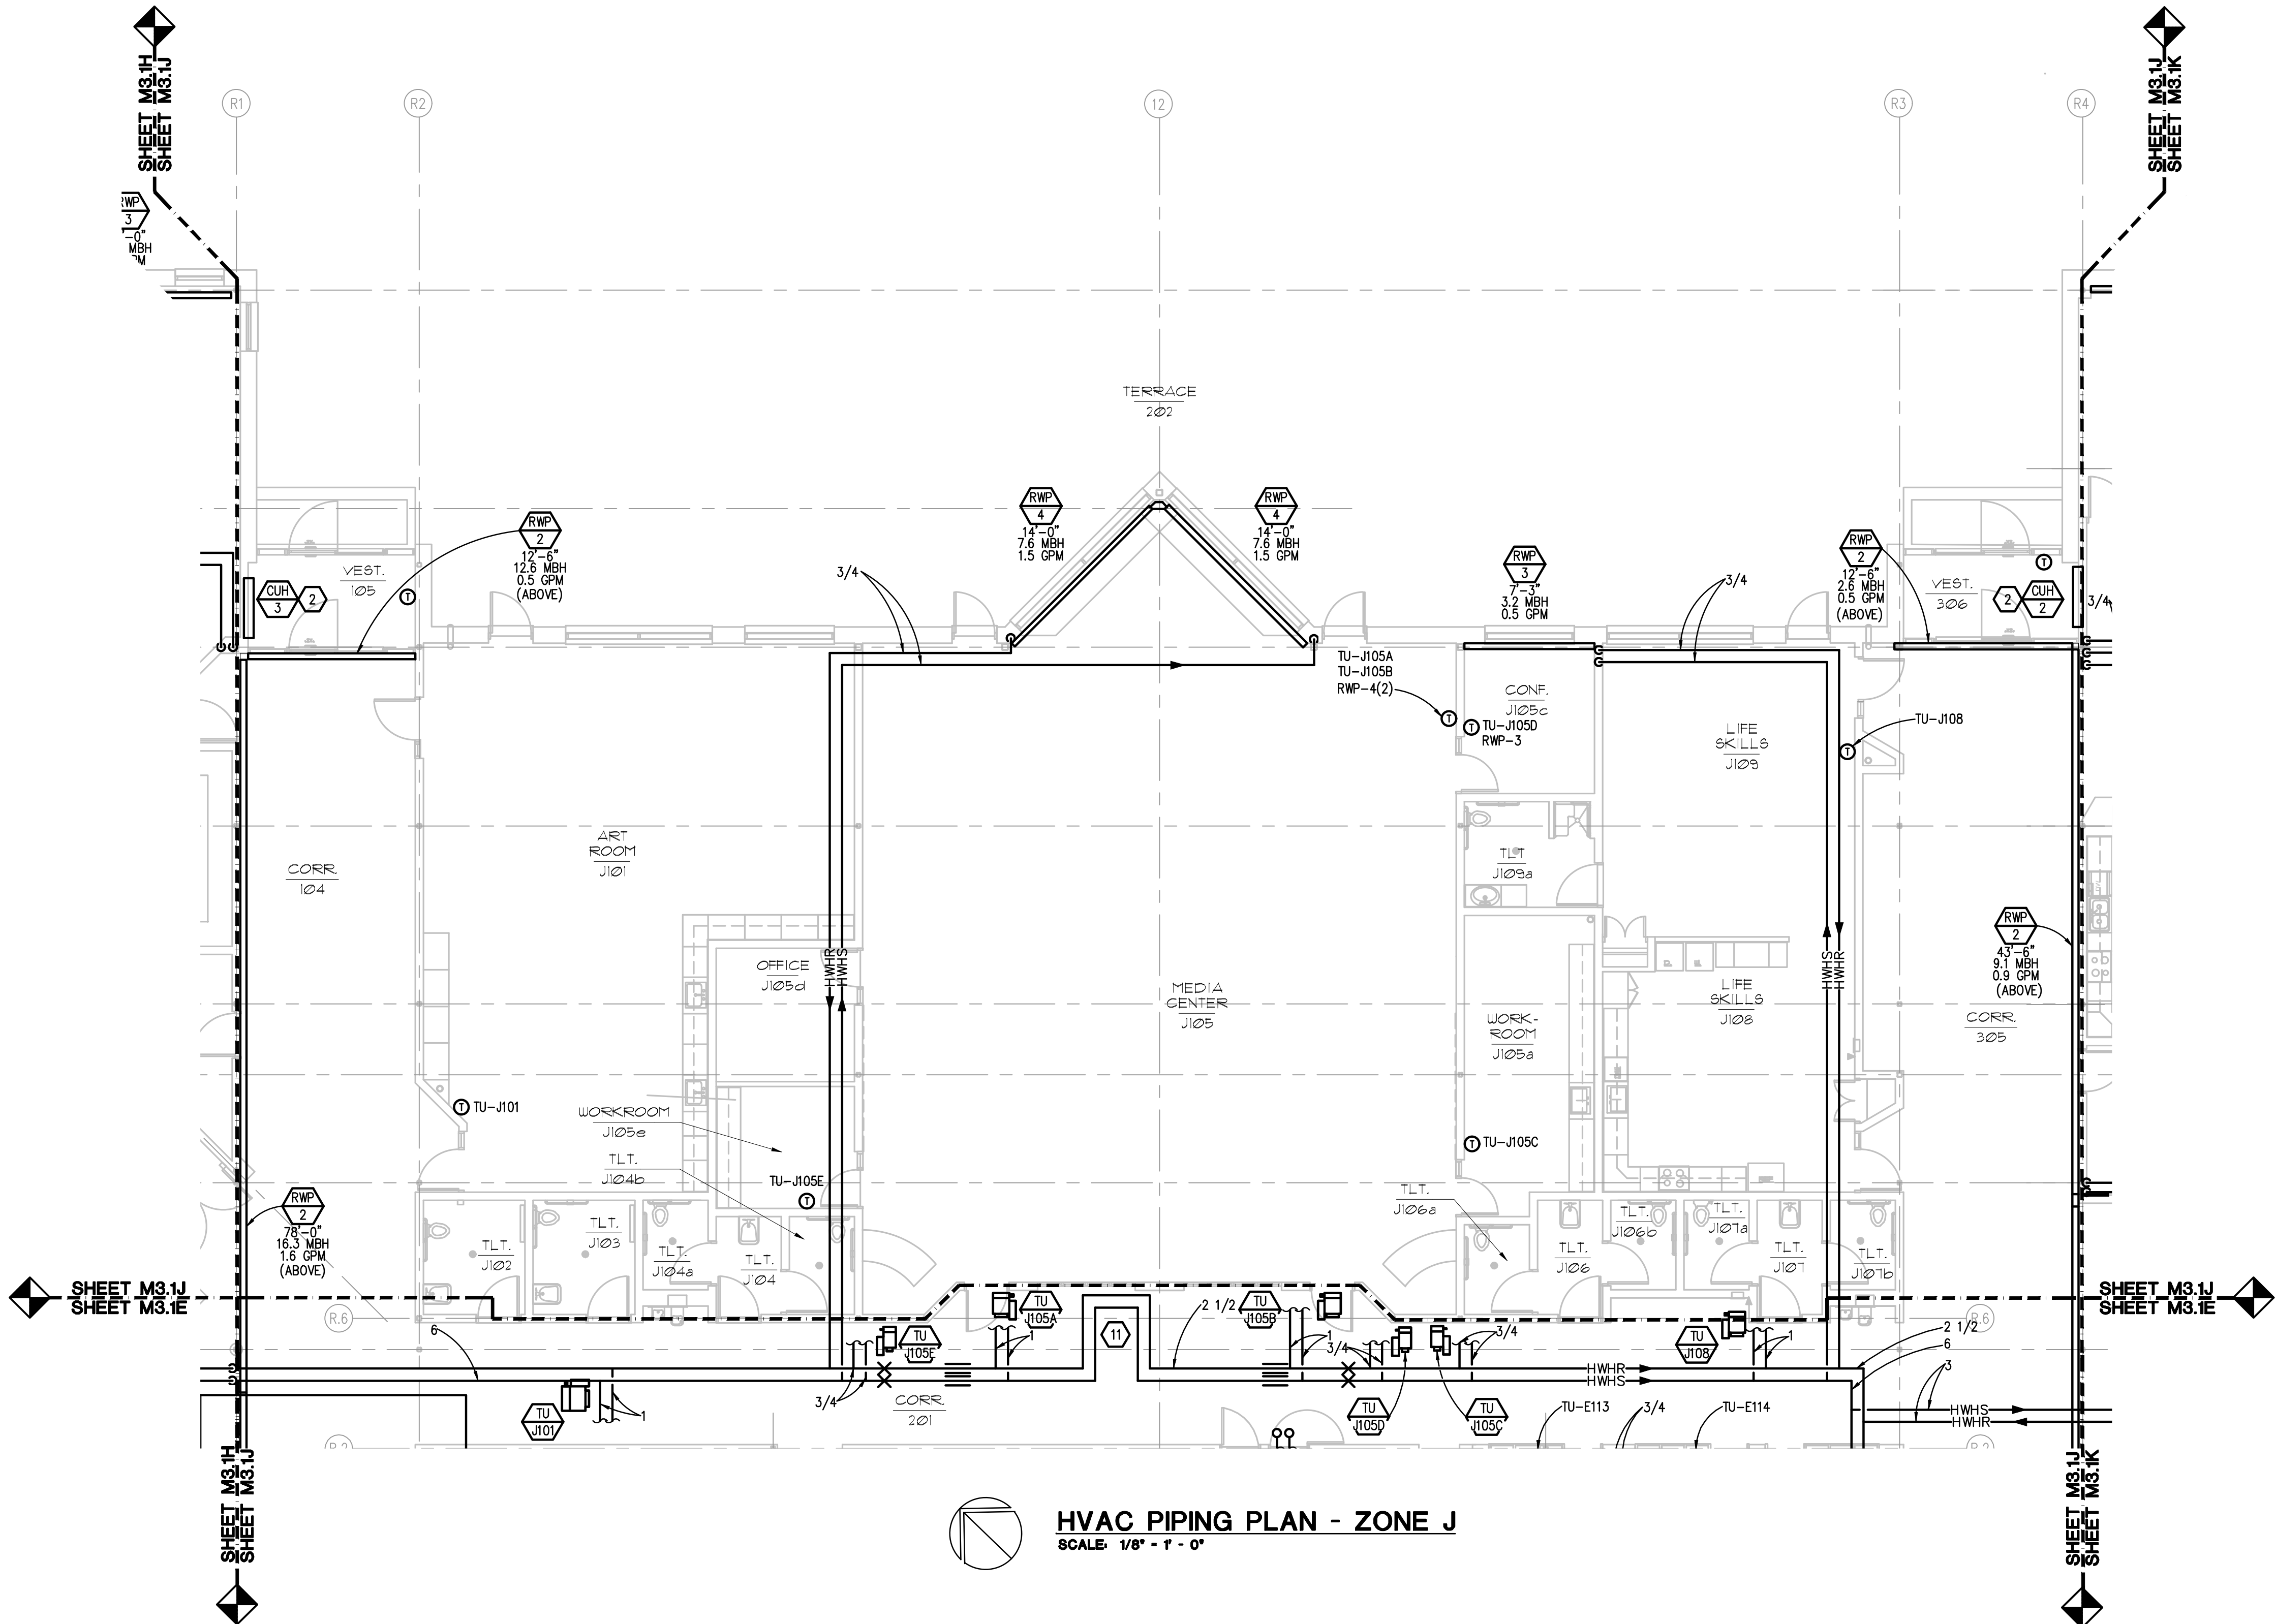 SHEET M3.1H
SHEET M3.1J
SHEET M3.1J
SHEET M3.1K
R1
R2
12
R3
R4
3
-0"
MBH
TERRACE
202
RWP
4
14'-0"
7.6 MBH
1.5 GPM
RWP
4
14'-0"
7.6 MBH
1.5 GPM
RWP
2
12'-6"
12.6 MBH
0.5 GPM
(ABOVE)
RWP
3
7'-3"
3.2 MBH
0.5 GPM
RWP
2
12'-6"
2.6 MBH
0.5 GPM
(ABOVE)
VEST.
105
CUH
3
2
T
3/4
3/4
VEST.
306
T
2
CUH
2
3/4
TU-J105A
TU-J105B
RWP-4(2)
T
T TU-J105D
RWP-3
CONF.
J105c
LIFE
SKILLS
J109
TU-J108
T
ART
ROOM
J101
CORR.
104
TLT
J109a
RWP
2
43'-6"
9.1 MBH
0.9 GPM
(ABOVE)
OFFICE
J105d
HWHR
HWHS
MEDIA
CENTER
J105
WORK-
ROOM
J105a
LIFE
SKILLS
J108
HWHS
HWHR
CORR.
305
T TU-J101
WORKROOM
J105e
TLT.
J104b
TU-J105E
T
T TU-J105C
TLT.
J106a
RWP
2
78'-0"
16.3 MBH
1.6 GPM
(ABOVE)
TLT.
J102
TLT.
J103
TLT.
J104a
TLT.
J104
TLT.
J106
TLT.
J106b
TLT.
J107a
TLT.
J107
TLT.
J107b
SHEET M3.1J
SHEET M3.1E
SHEET M3.1J
SHEET M3.1E
R.6
6
TU
J105E
TU
J105A
1
11
2 1/2
TU
J105B
1
3/4
3/4
TU
J108
1
R.6
2 1/2
6
3
HWHR
HWHS
TU
J101
1
3/4
CORR.
201
TU
J105D
TU
J105C
TU-E113
3/4
TU-E114
HWHS
HWHR
R.2
R.2
SHEET M3.1H
SHEET M3.1J
SHEET M3.1J
SHEET M3.1K
HVAC PIPING PLAN - ZONE J
SCALE: 1/8" = 1' - 0"